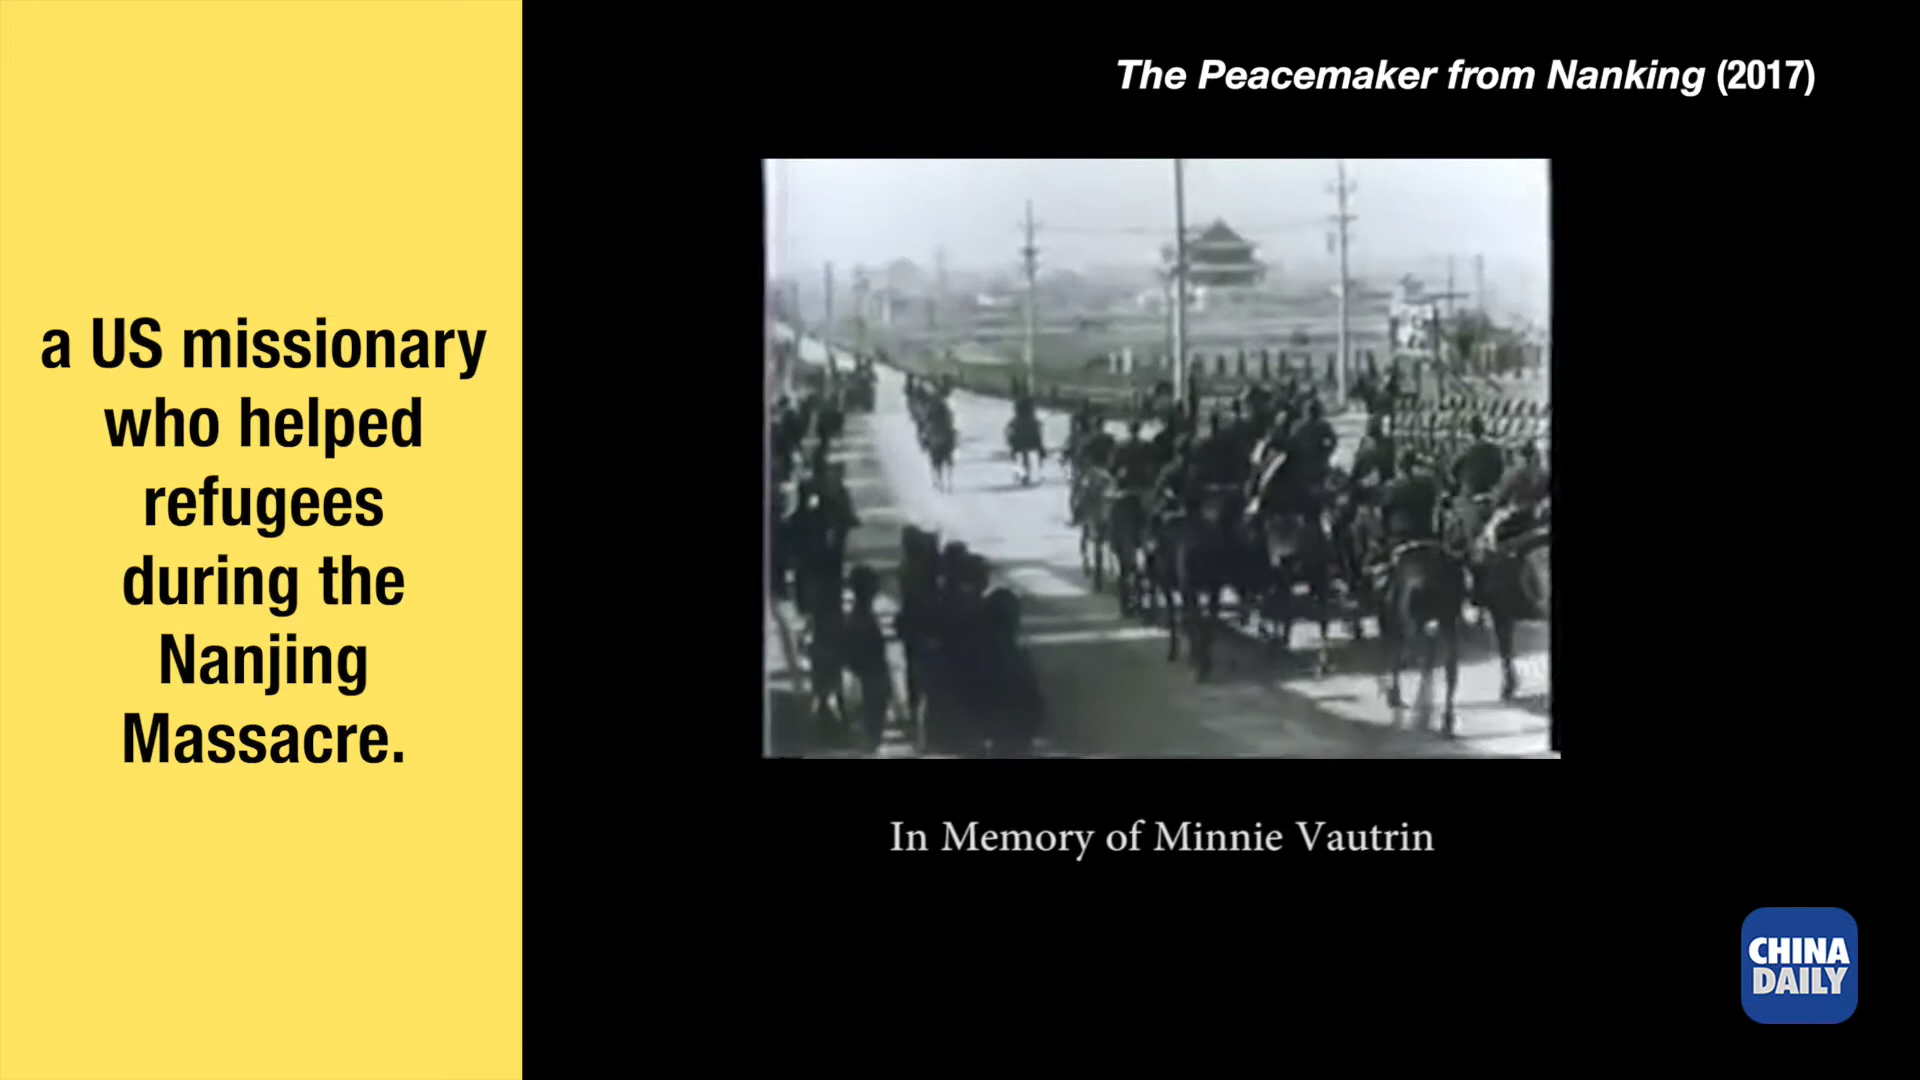 a US missionary
who helped
refugees
during the
Nanjing
Massacre.
The Peacemaker from Nanking (2017)
In Memory of Minnie Vautrin
CHINA
DAILY